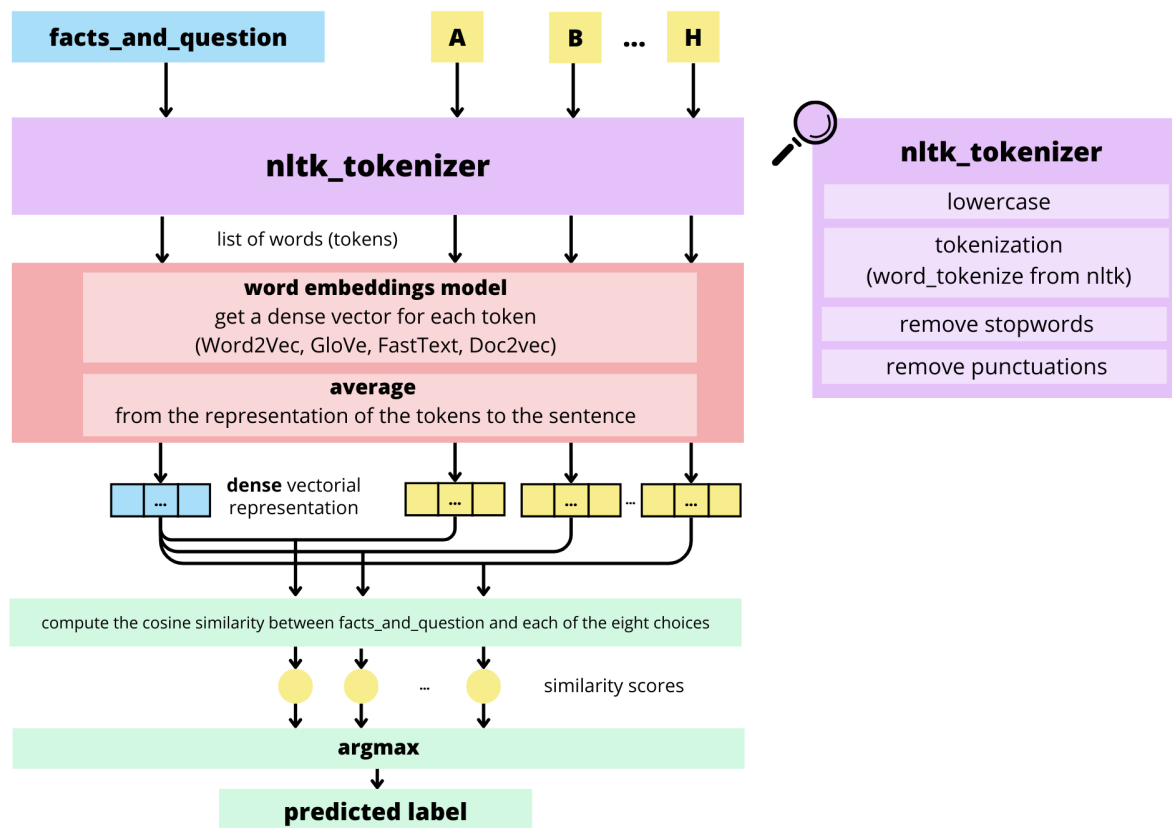 facts_and_question
A
B
...
H
nltk_tokenizer
list of words (tokens)
word embeddings model
get a dense vector for each token
(Word2Vec, GloVe, FastText, Doc2vec)
average
from the representation of the tokens to the sentence
...
dense vectorial
representation
...
...
...
...
compute the cosine similarity between facts_and_question and each of the eight choices
...
similarity scores
argmax
predicted label
nltk_tokenizer
lowercase
tokenization
(word_tokenize from nltk)
remove stopwords
remove punctuations